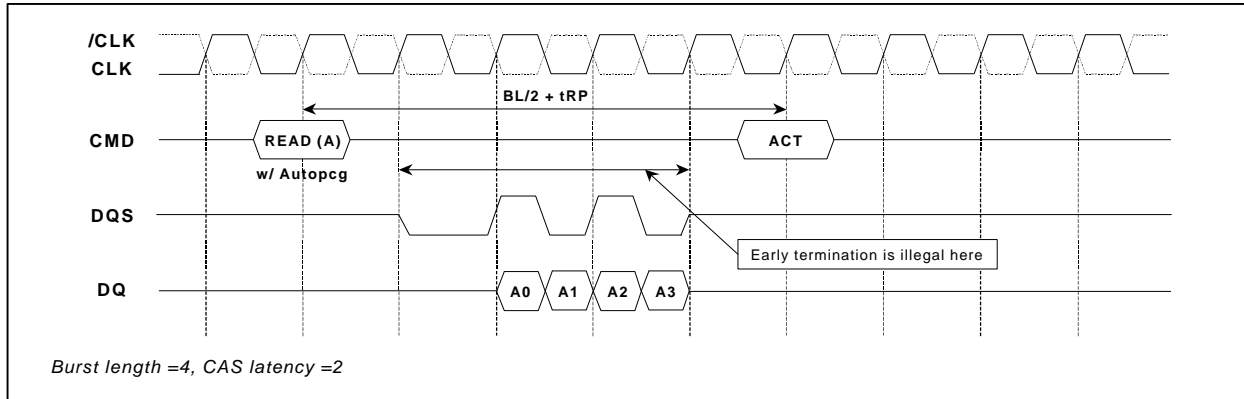 /CLK
CLK
BL/2 + tRP
CMD
READ (A)
ACT
w/ Autopcg
DQS
Early termination is illegal here
DQ
A0 A1 A2 A3
Burst length =4, CAS latency =2